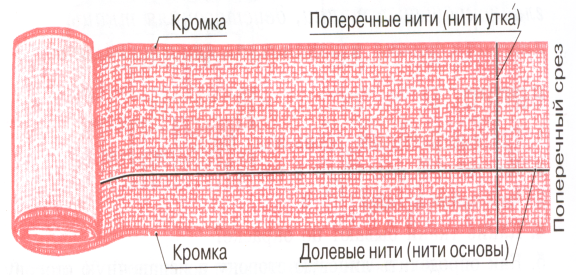 Кромка
Поперечные нити (нити утка́)
Поперечный срез
Кромка
Долевые нити (нити основы)